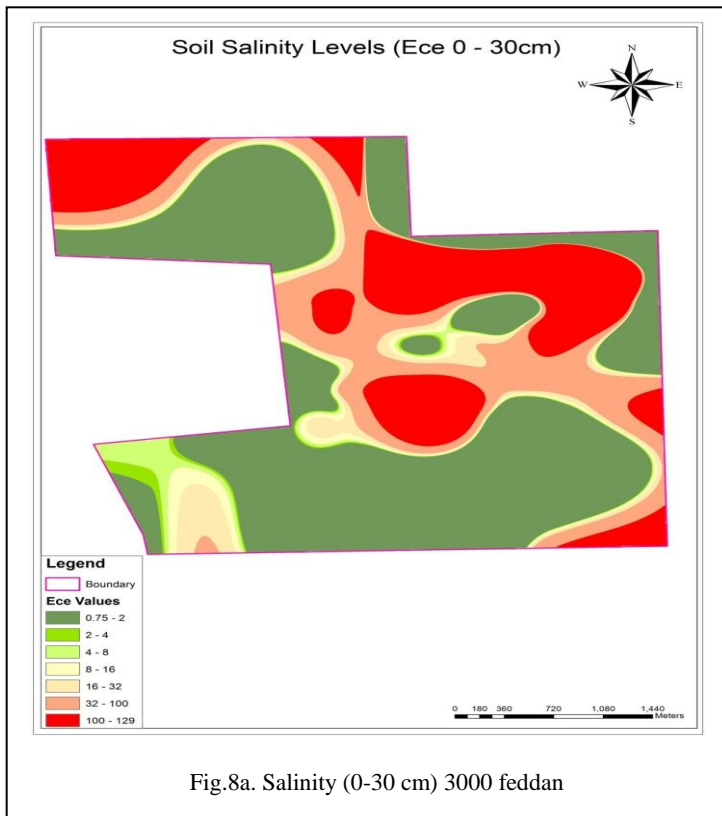 Soil Salinity Levels (Ece 0 - 30cm)
N
W E
S
Legend
Boundary
Ece Values
0.75 - 2
2 - 4
4 - 8
8 - 16
16 - 32
32 - 100
100 - 129
0 180 360 720 1,080 1,440
Meters
Fig.8a. Salinity (0-30 cm) 3000 feddan